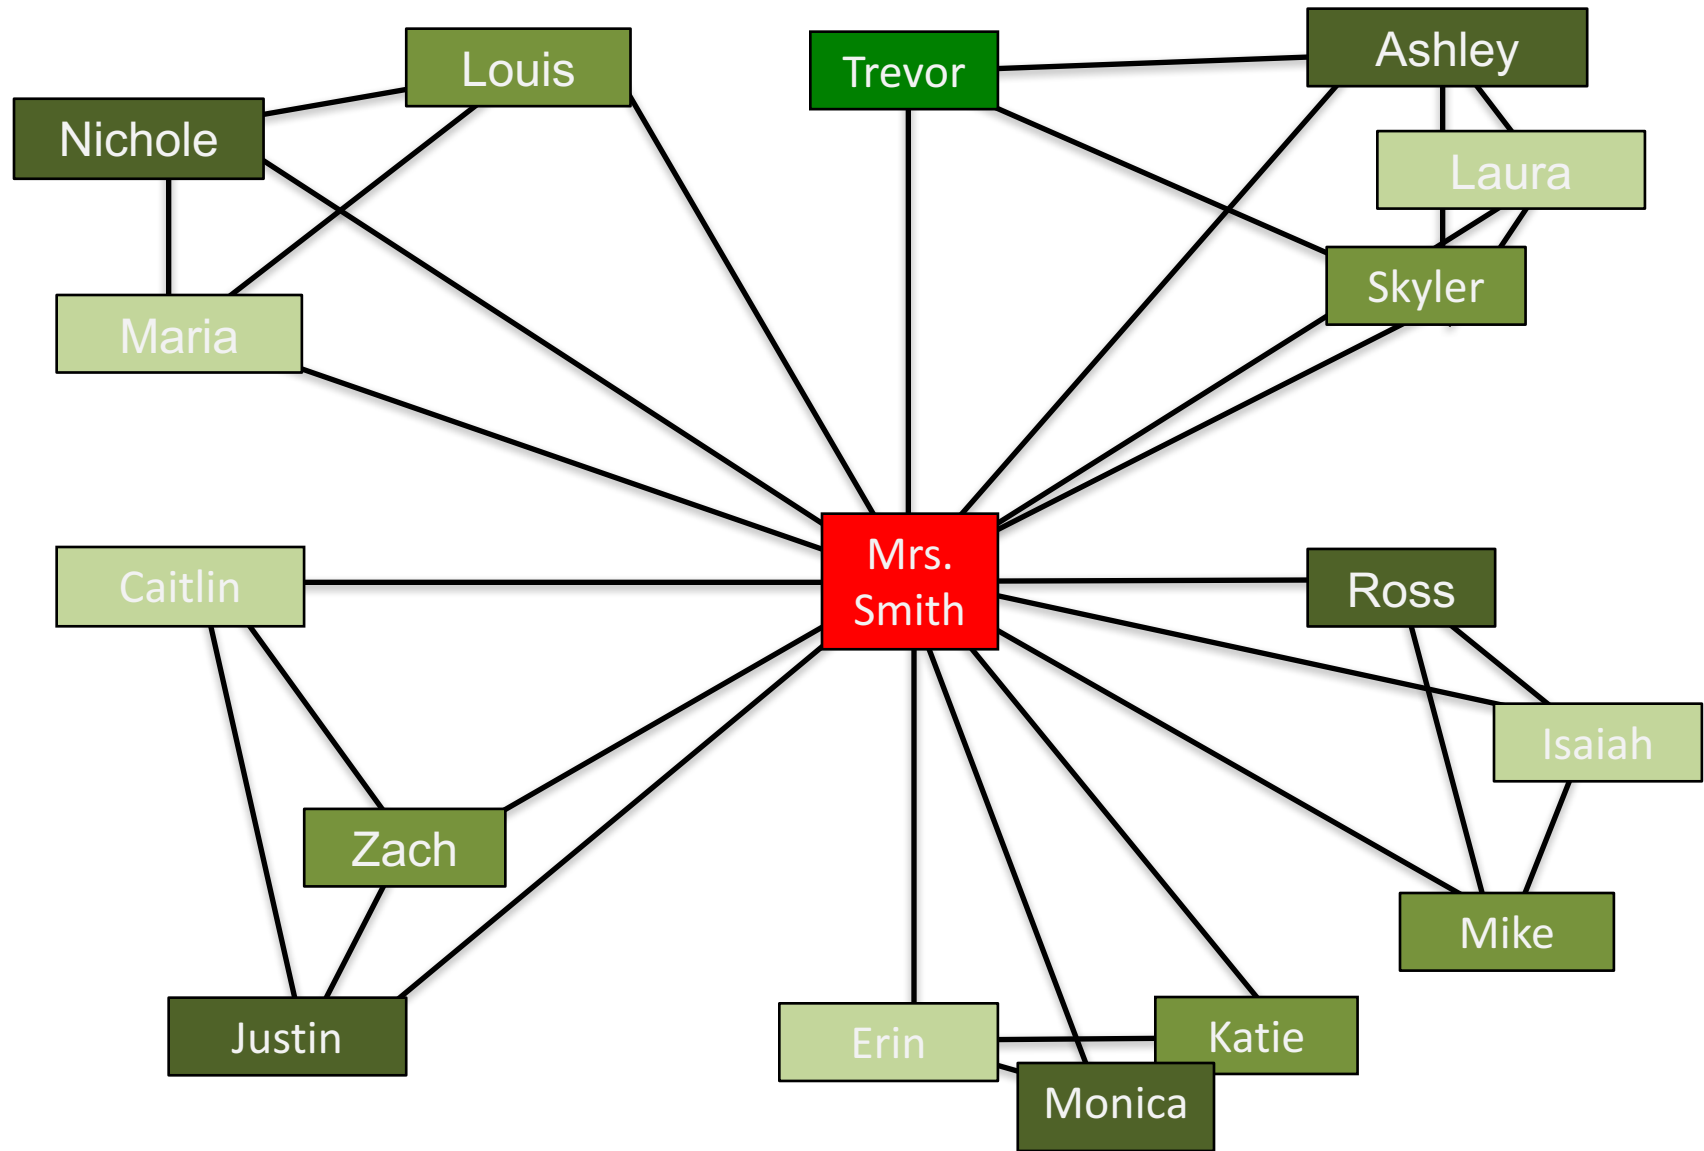 Louis
Trevor
Ashley
Nichole
Laura
Skyler
Maria
Mrs.
Smith
Caitlin
Ross
Isaiah
Zach
Mike
Justin
Erin
Katie
Monica